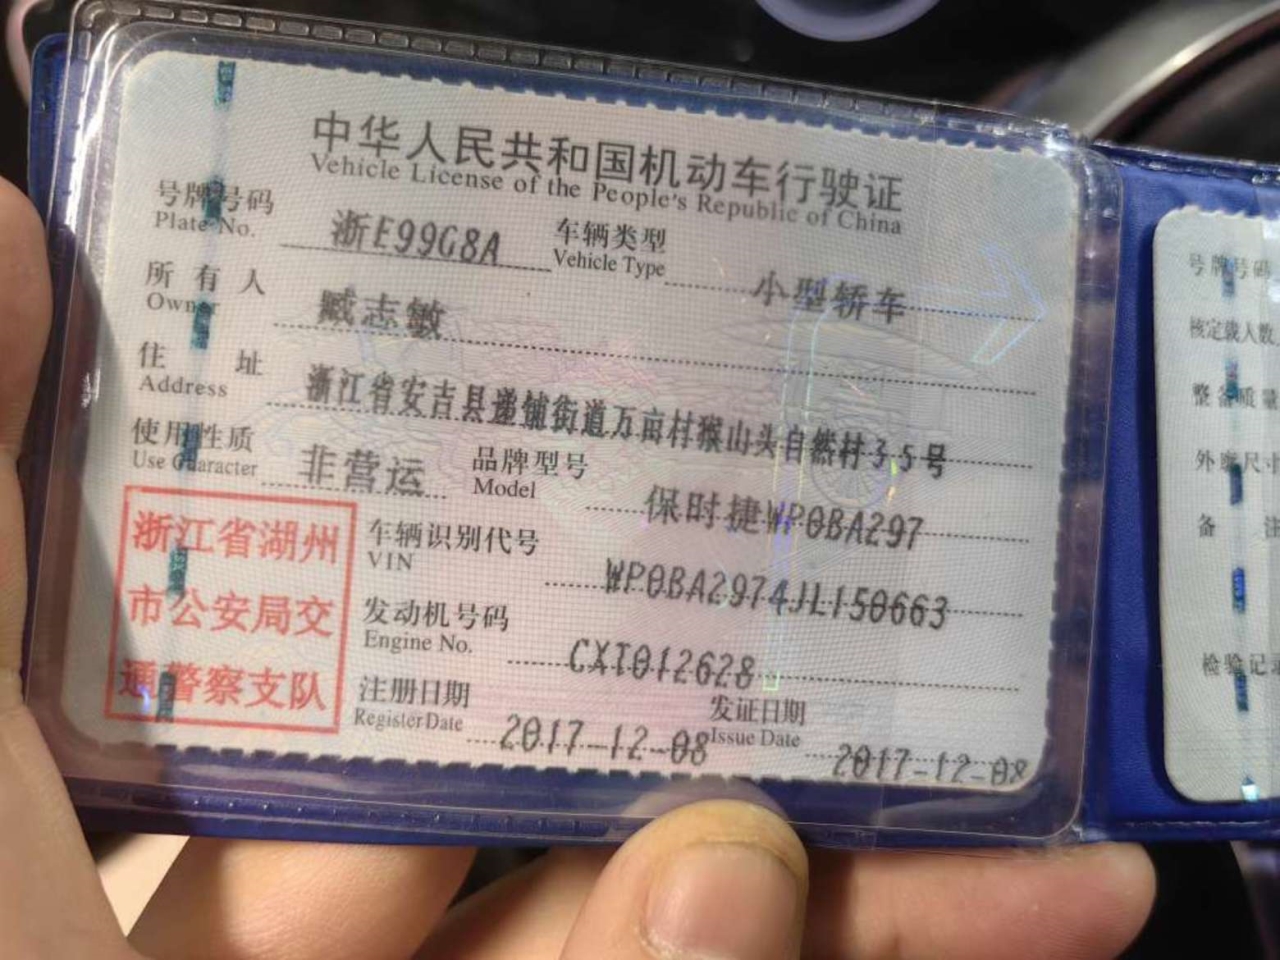 中华人民共和国机动车行驶证
Vehicle License of the People's Republic of China
号牌号码 浙E99G8A 车辆类型 小型轿车
Plate No. Vehicle Type
所有人 臧志敏
Owner
住址 浙江省安吉县递铺街道万亩村猴山头自然村35号
Address
使用性质 非营运 品牌型号 保时捷WP0BA297
Use Character Model
浙江省湖州
市公安局交
通警察支队
车辆识别代号 WP0BA2974JL150663
VIN
发动机号码 CXT012628
Engine No.
注册日期 2017-12-08 发证日期 2017-12-08
Register Date Issue Date
号牌号码
核定载人数
整备质量
外廓尺寸
备注
检验记录